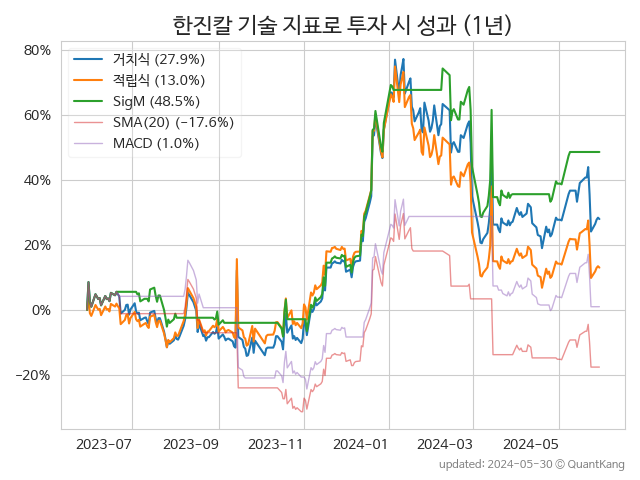 한진칼 기술 지표로 투자 시 성과 (1년)
80%
60%
40%
20%
0%
−20%
거치식 (27.9%)
적립식 (13.0%)
SigM (48.5%)
SMA(20) (−17.6%)
MACD (1.0%)
2023-07 2023-09 2023-11 2024-01 2024-03 2024-05
updated: 2024-05-30 © QuantKang